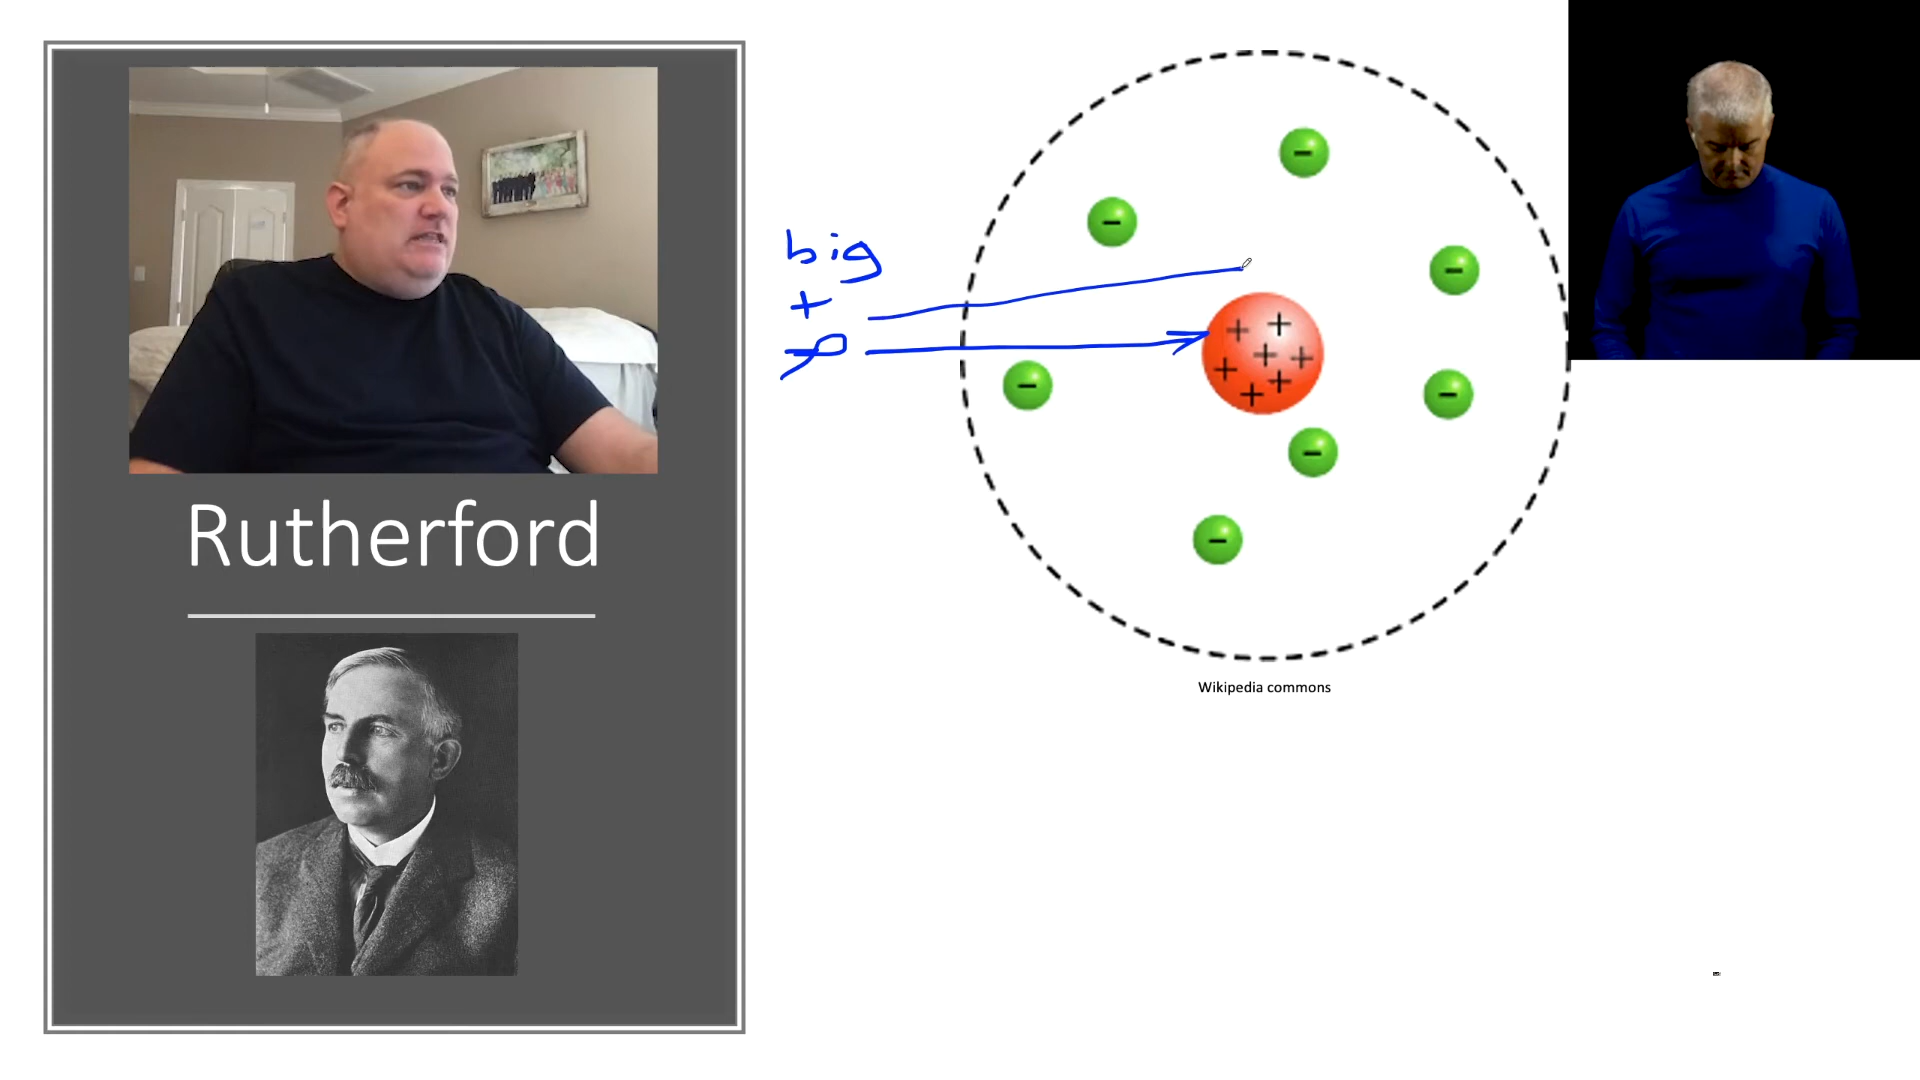 Rutherford
big
+
− − − − − − −
+ + + + + + +
Wikipedia commons